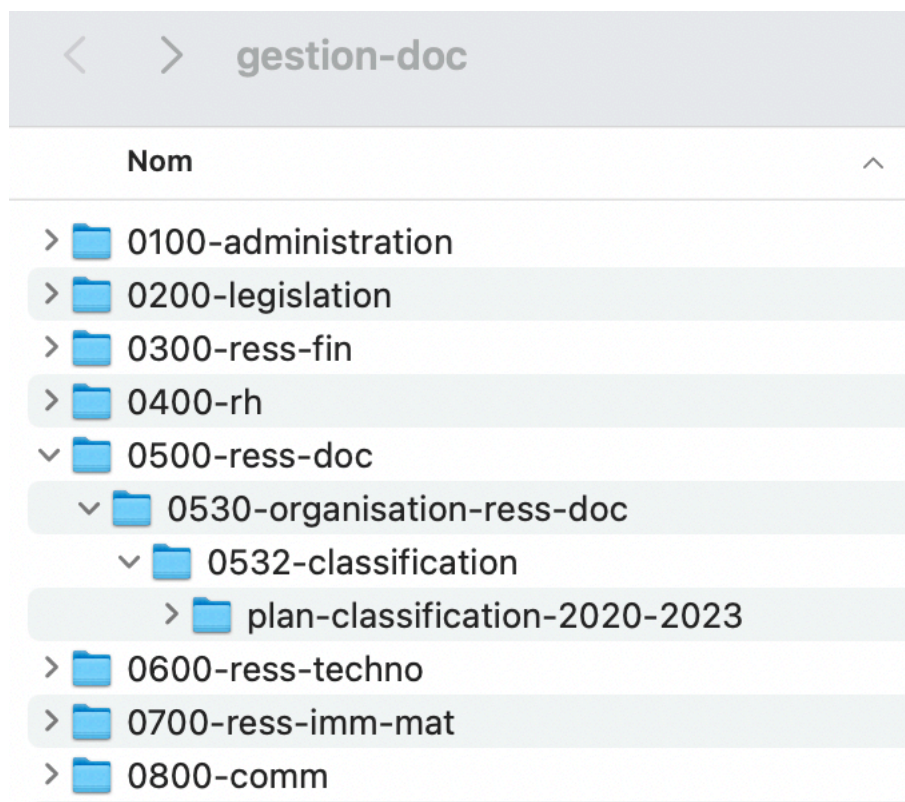 gestion-doc
Nom
0100-administration
0200-legislation
0300-ress-fin
0400-rh
0500-ress-doc
0530-organisation-ress-doc
0532-classification
plan-classification-2020-2023
0600-ress-techno
0700-ress-imm-mat
0800-comm